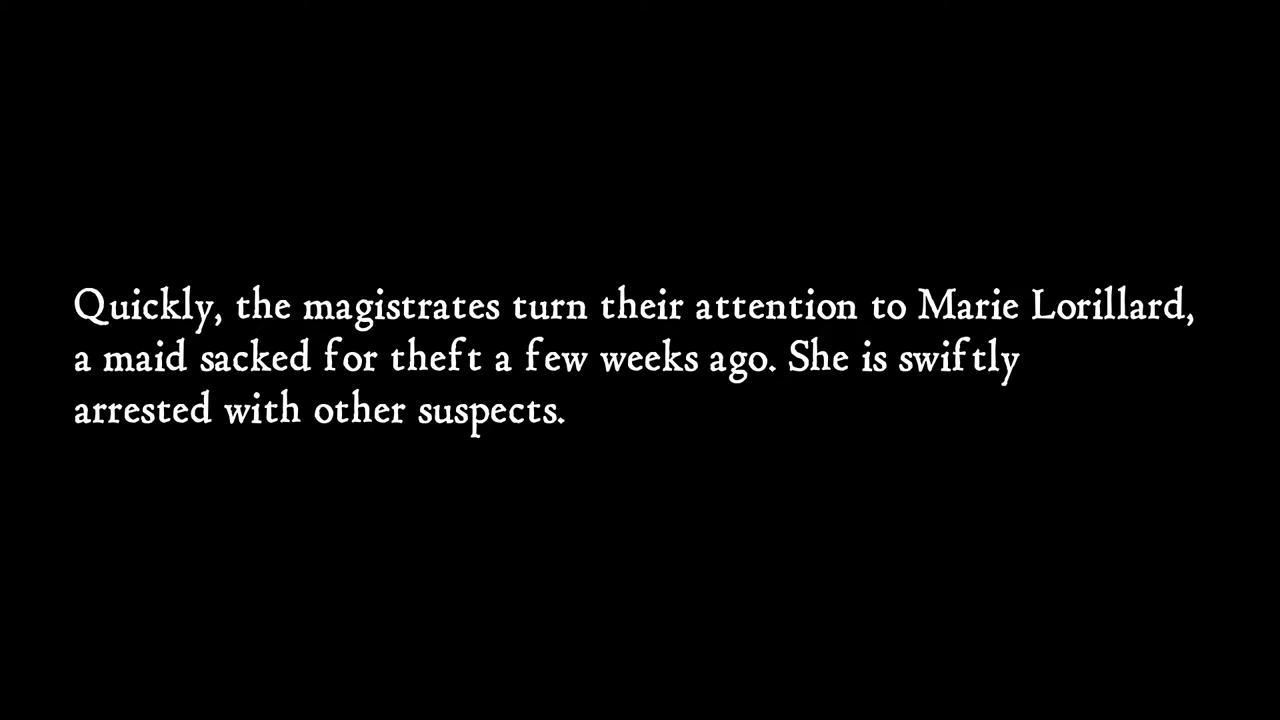 Quickly, the magistrates turn their attention to Marie Lorillard,
a maid sacked for theft a few weeks ago. She is swiftly
arrested with other suspects.